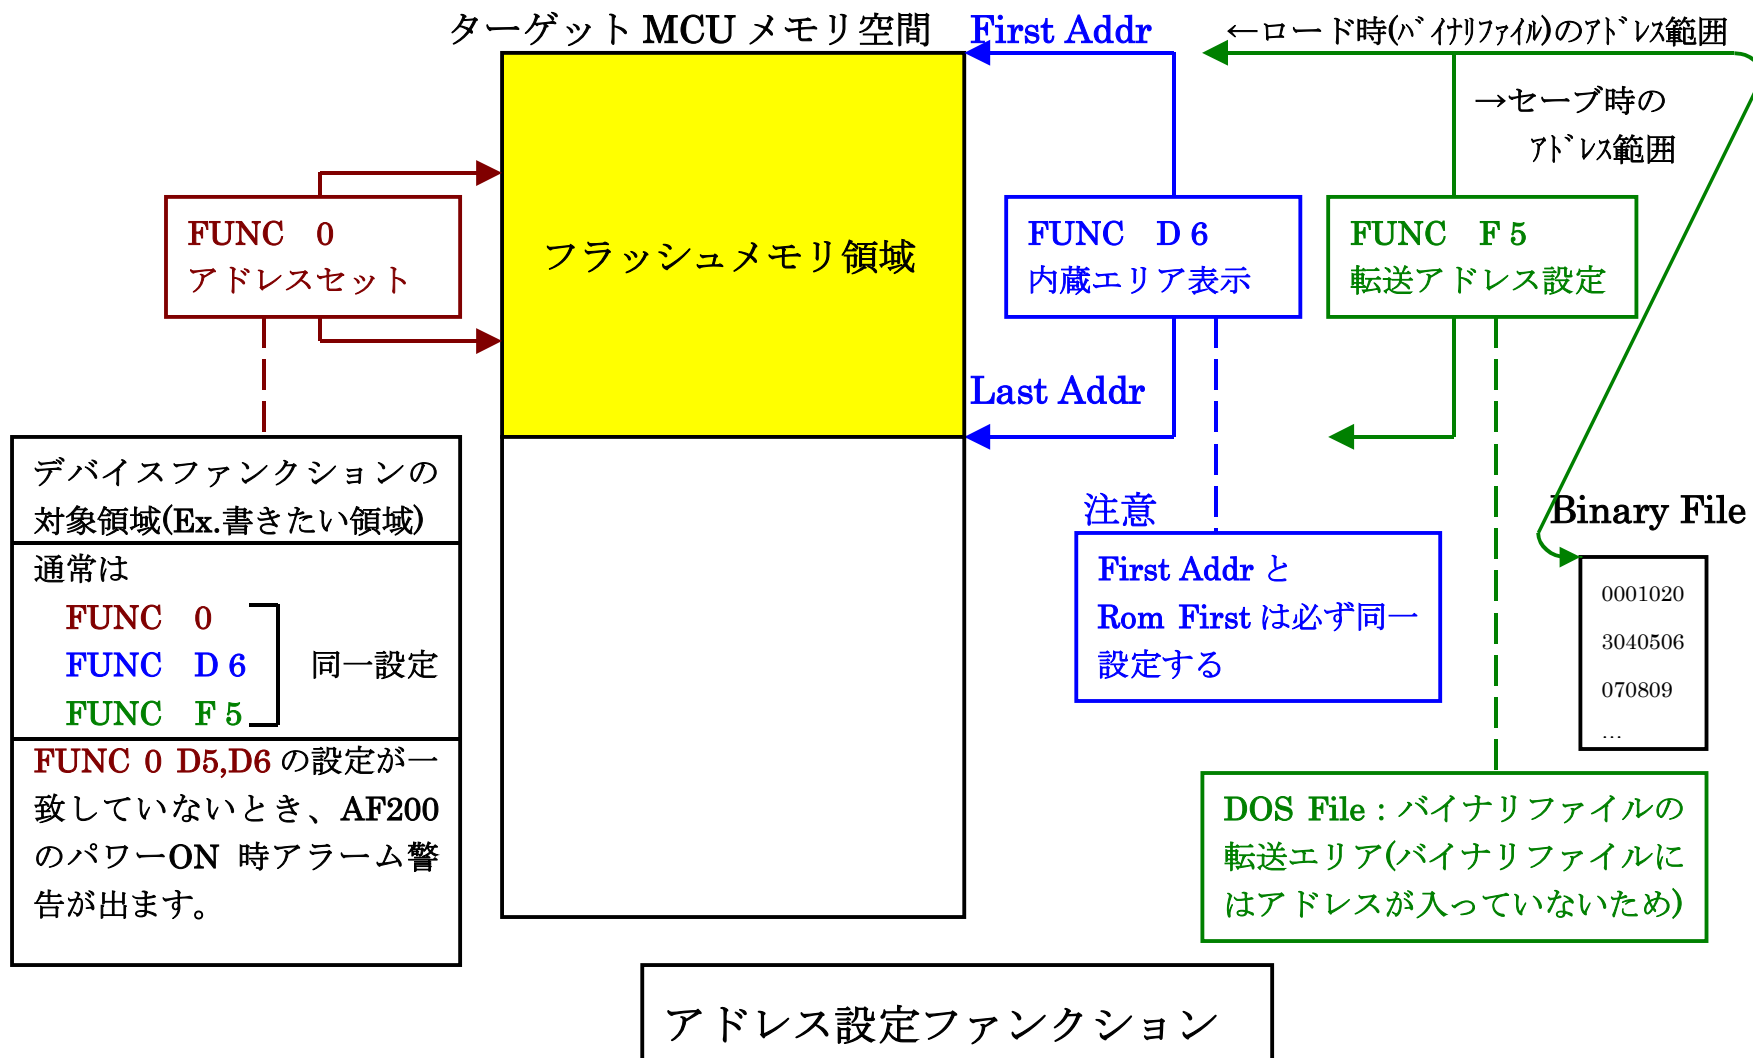 ターゲット MCU メモリ空間
First Addr
←ロード時(ﾊﾞｲﾅﾘﾌｧｲﾙ)のｱﾄﾞﾚｽ範囲
→セーブ時の
ｱﾄﾞﾚｽ範囲
FUNC 0
アドレスセット
フラッシュメモリ領域
FUNC D 6
内蔵エリア表示
FUNC F 5
転送アドレス設定
Last Addr
デバイスファンクションの
対象領域(Ex.書きたい領域)
通常は
FUNC 0
FUNC D 6
FUNC F 5
同一設定
FUNC 0 D5,D6 の設定が一
致していないとき、AF200
のパワーON 時アラーム警
告が出ます。
注意
First Addr と
Rom First は必ず同一
設定する
Binary File
0001020
3040506
070809
…
DOS File : バイナリファイルの
転送エリア(バイナリファイルに
はアドレスが入っていないため)
アドレス設定ファンクション